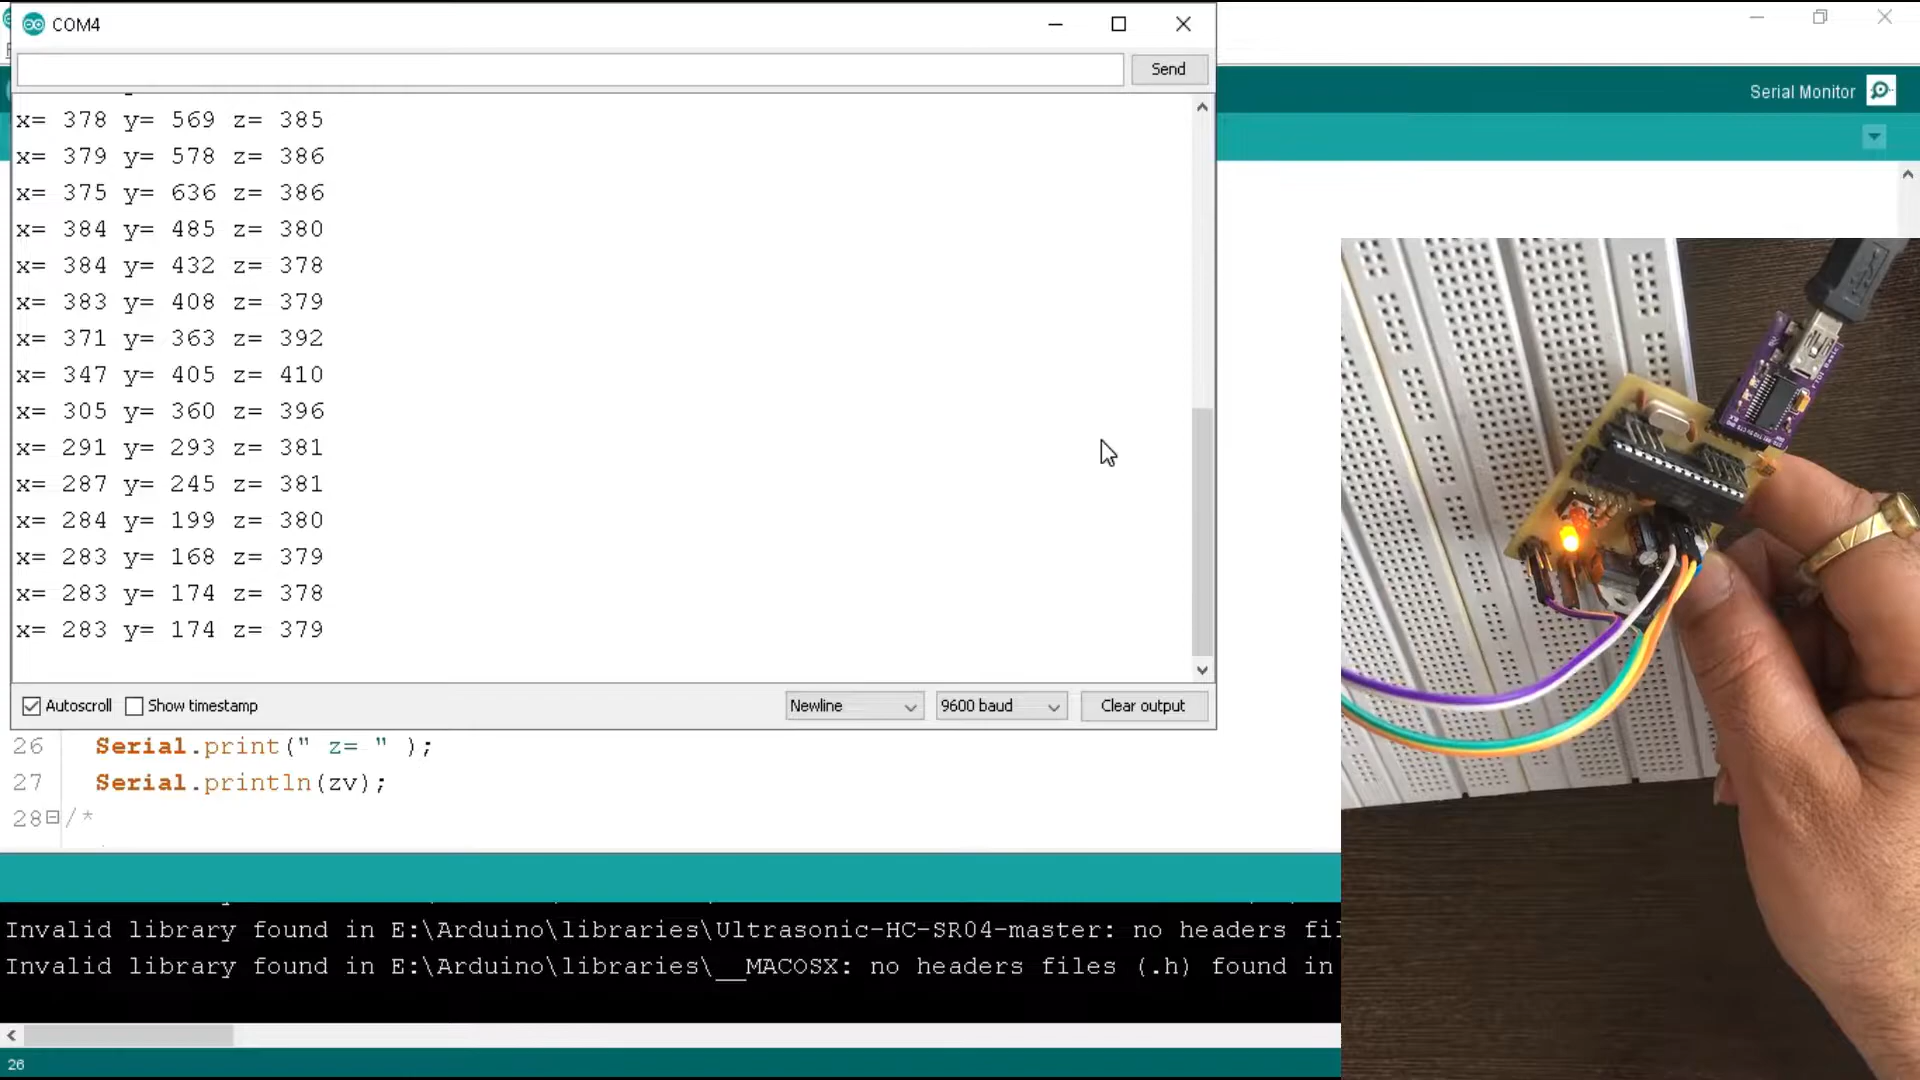 COM4
Send
Serial Monitor
x= 378 y= 569 z= 385
x= 379 y= 578 z= 386
x= 375 y= 636 z= 386
x= 384 y= 485 z= 380
x= 384 y= 432 z= 378
x= 383 y= 408 z= 379
x= 371 y= 363 z= 392
x= 347 y= 405 z= 410
x= 305 y= 360 z= 396
x= 291 y= 293 z= 381
x= 287 y= 245 z= 381
x= 284 y= 199 z= 380
x= 283 y= 168 z= 379
x= 283 y= 174 z= 378
x= 283 y= 174 z= 379
Autoscroll Show timestamp Newline 9600 baud Clear output
26 Serial.print(" z= " );
27 Serial.println(zv);
28 /*
Invalid library found in E:\Arduino\libraries\Ultrasonic-HC-SR04-master: no headers fil
Invalid library found in E:\Arduino\libraries\__MACOSX: no headers files (.h) found in
26